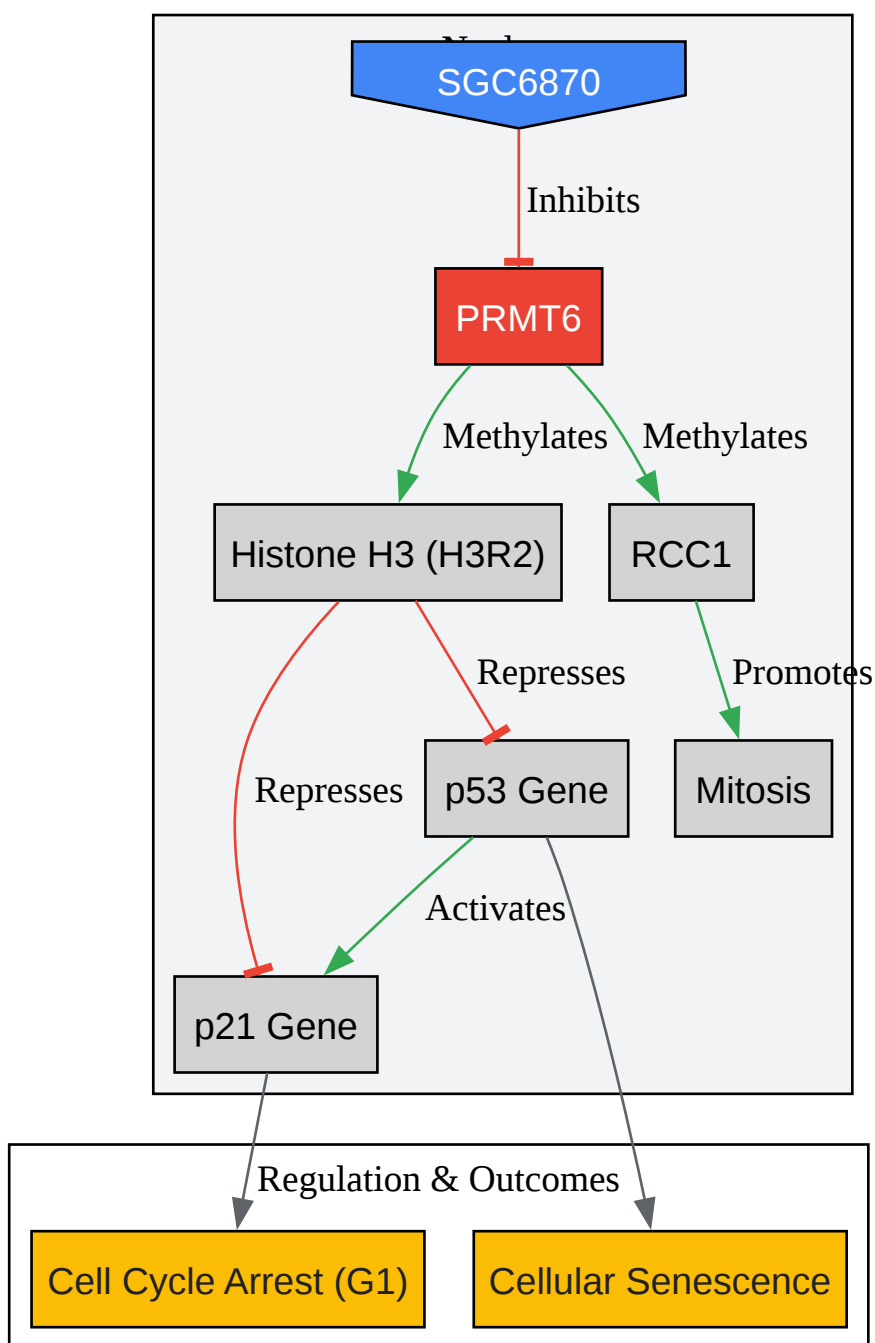 SGC6870
Inhibits
PRMT6
Methylates
Methylates
Histone H3 (H3R2)
RCC1
Represses
Promotes
Represses
p53 Gene
Mitosis
Activates
p21 Gene
Regulation & Outcomes
Cell Cycle Arrest (G1)
Cellular Senescence